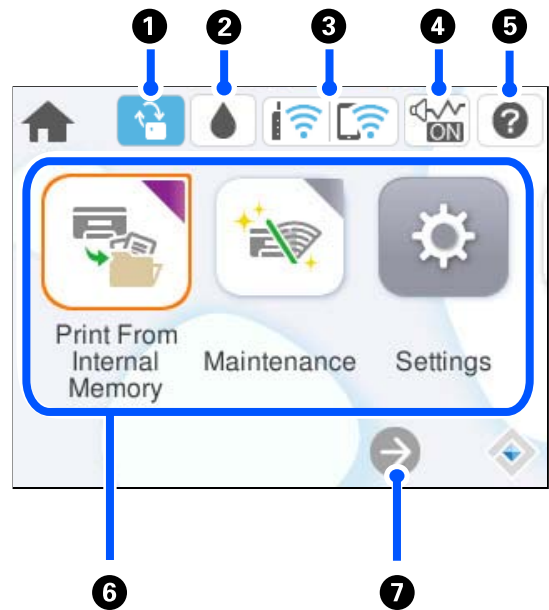 1 2 3 4 5
ON ?
Print From
Internal
Memory
Maintenance
Settings
6 7